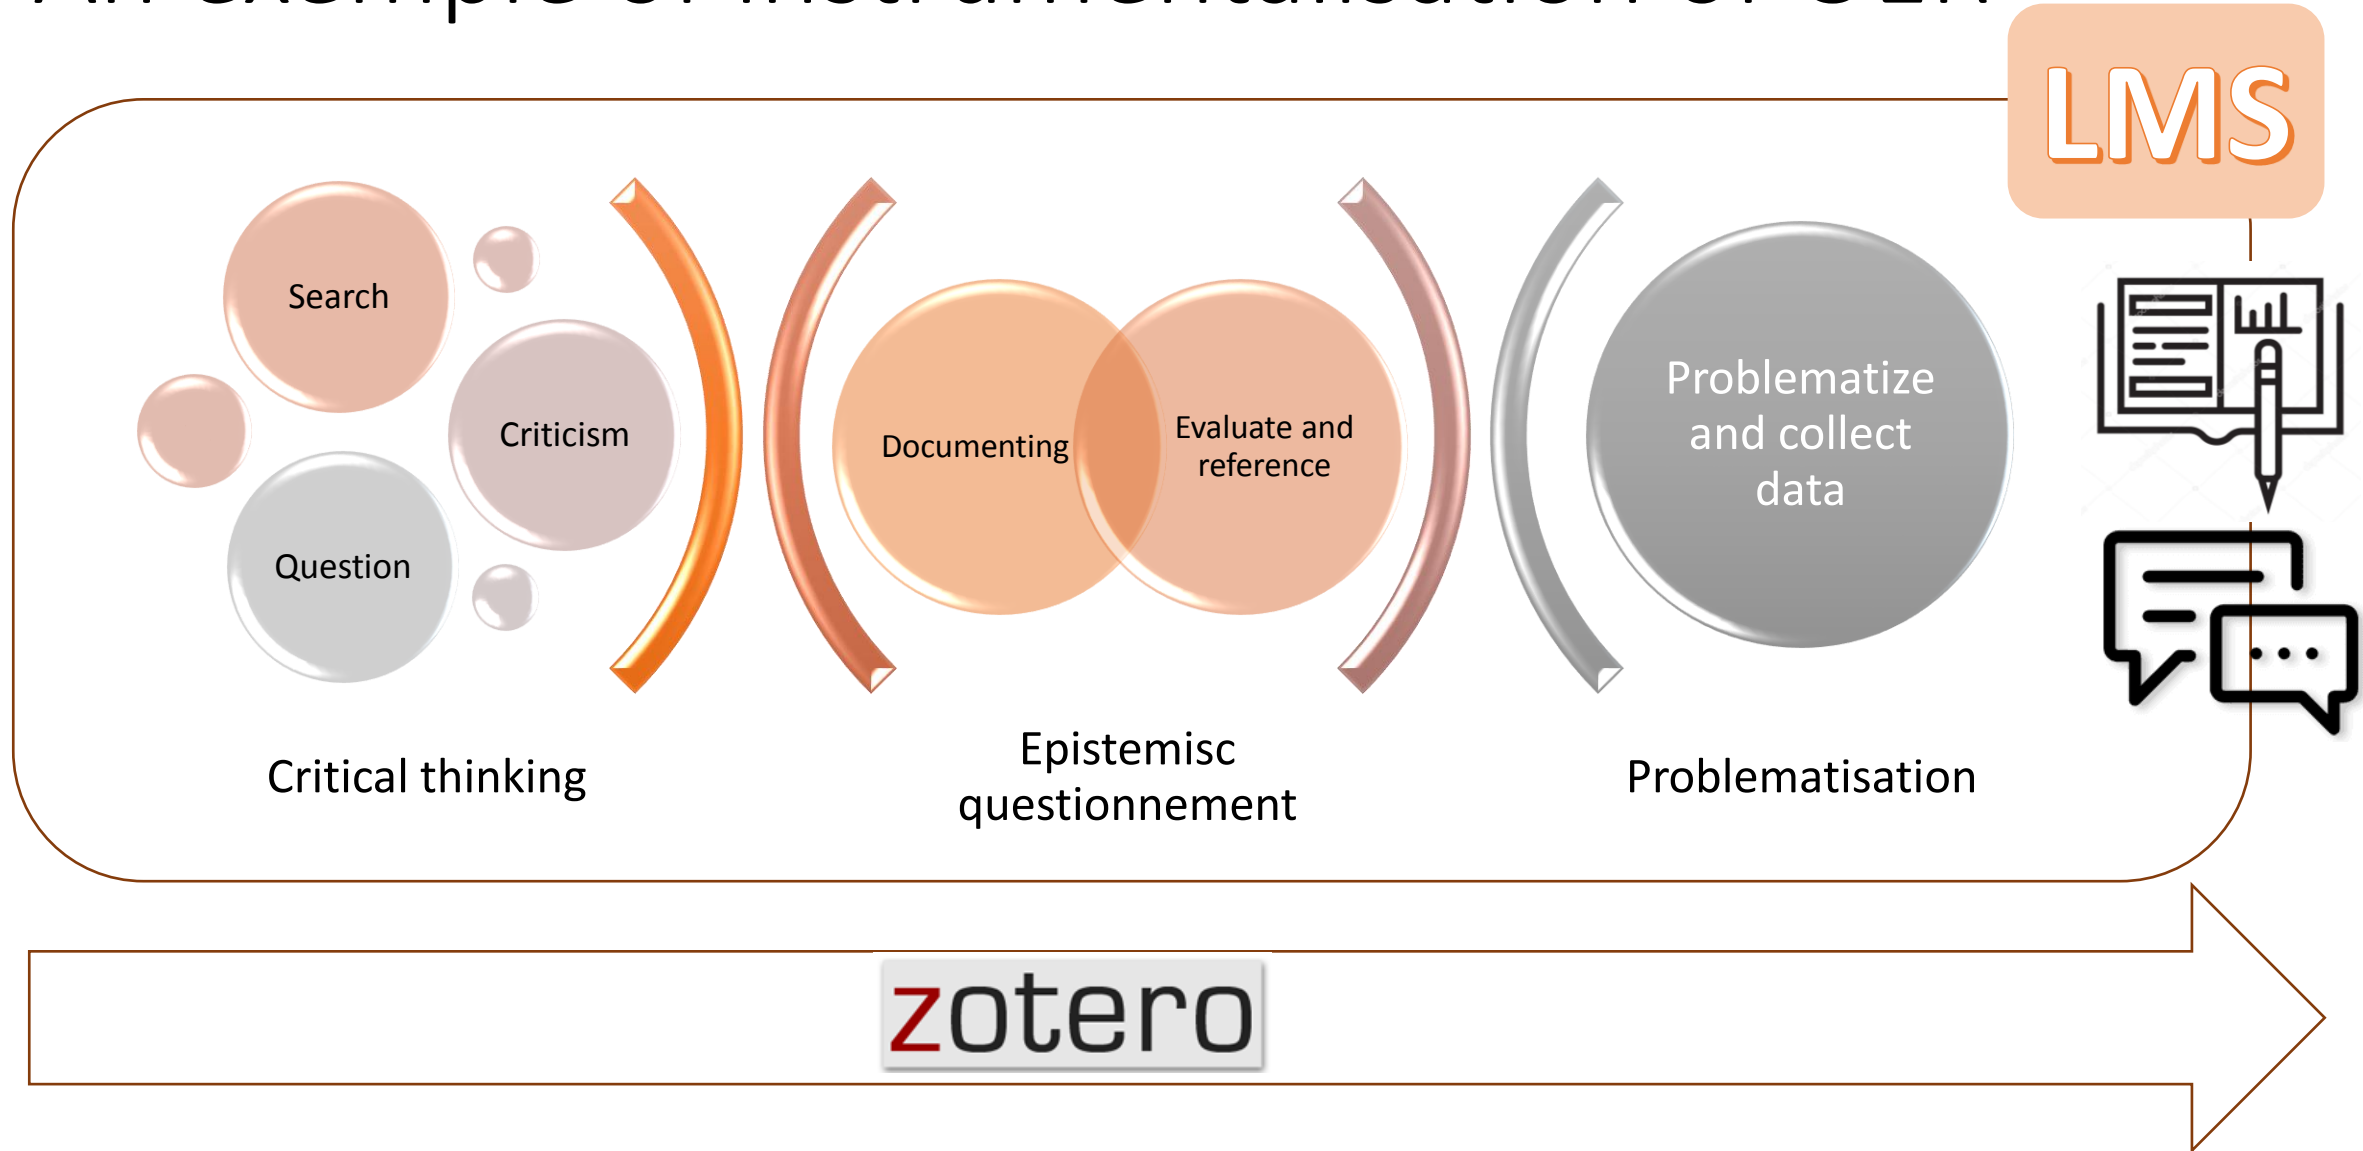 LMS
Search
Criticism
Question
Documenting
Evaluate and
reference
Problematize
and collect
data
Critical thinking
Epistemisc
questionnement
Problematisation
zotero